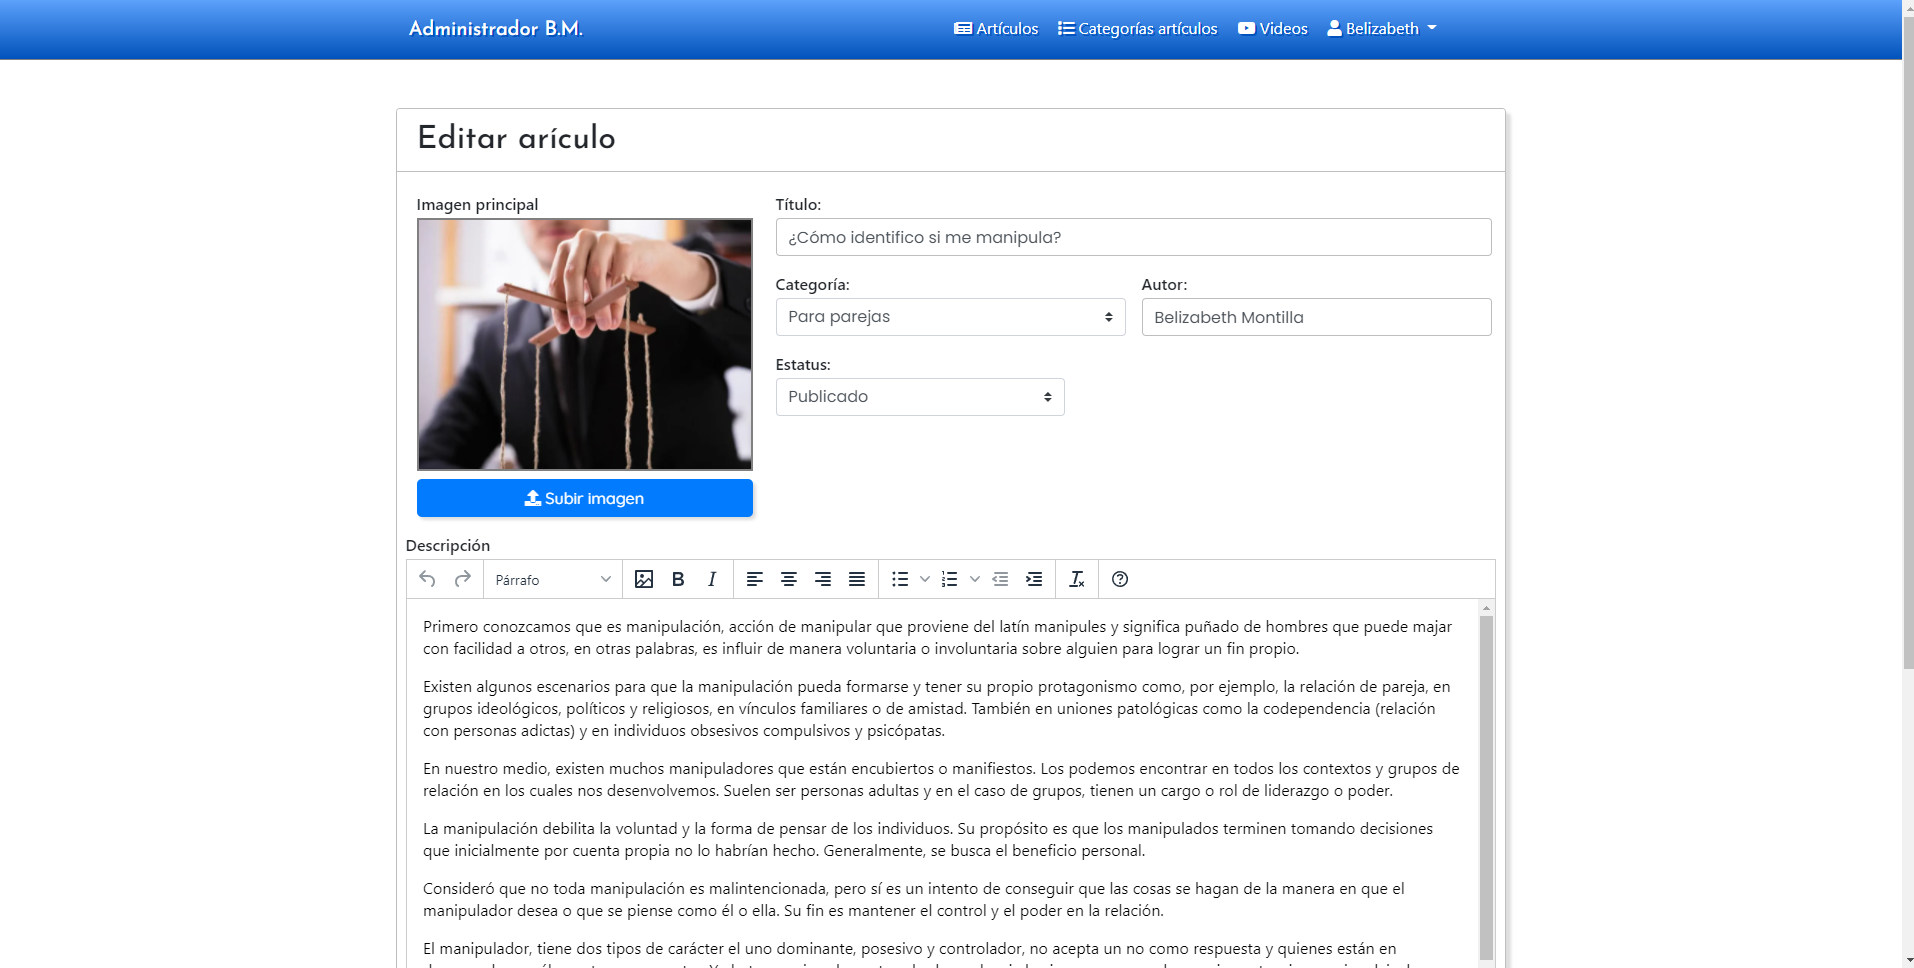 Administrador B.M.
Artículos
Categorías artículos
Videos
Belizabeth
Editar arículo
Imagen principal
Subir imagen
Título:
¿Cómo identifico si me manipula?
Categoría:
Autor:
Para parejas
Belizabeth Montilla
Estatus:
Publicado
Descripción
Párrafo
Primero conozcamos que es manipulación, acción de manipular que proviene del latín manipules y significa puñado de hombres que puede majar
con facilidad a otros, en otras palabras, es influir de manera voluntaria o involuntaria sobre alguien para lograr un fin propio.
Existen algunos escenarios para que la manipulación pueda formarse y tener su propio protagonismo como, por ejemplo, la relación de pareja, en
grupos ideológicos, políticos y religiosos, en vínculos familiares o de amistad. También en uniones patológicas como la codependencia (relación
con personas adictas) y en individuos obsesivos compulsivos y psicópatas.
En nuestro medio, existen muchos manipuladores que están encubiertos o manifiestos. Los podemos encontrar en todos los contextos y grupos de
relación en los cuales nos desenvolvemos. Suelen ser personas adultas y en el caso de grupos, tienen un cargo o rol de liderazgo o poder.
La manipulación debilita la voluntad y la forma de pensar de los individuos. Su propósito es que los manipulados terminen tomando decisiones
que inicialmente por cuenta propia no lo habrían hecho. Generalmente, se busca el beneficio personal.
Consideró que no toda manipulación es malintencionada, pero sí es un intento de conseguir que las cosas se hagan de la manera en que el
manipulador desea o que se piense como él o ella. Su fin es mantener el control y el poder en la relación.
El manipulador, tiene dos tipos de carácter el uno dominante, posesivo y controlador, no acepta un no como respuesta y quienes están en